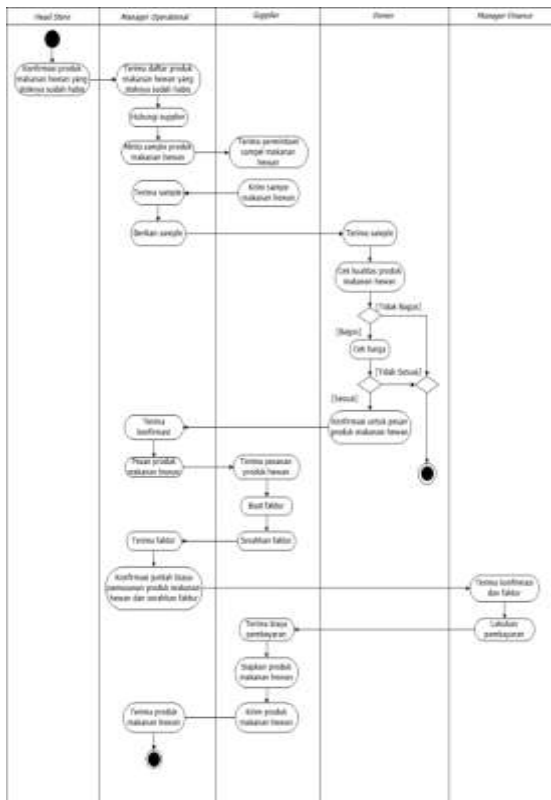 Head Store
Manager Operational
Supplier
Owner
Manager Finance
Konfirmasi produk
makanan hewan yang
stoknya sudah habis
Terima daftar produk
makanan hewan yang
stoknya sudah habis
Hubungi supplier
Minta sample produk
makanan hewan
Terima permintaan
sampel makanan
hewan
Terima sample
Kirim sampe
makanan hewan
Berikan sample
Terima sample
Cek kualitas produk
makanan hewan
[Tidak Bagus]
[Bagus]
Cek harga
[Tidak Sesuai]
[Sesuai]
Terima
konfirmasi
Konfirmasi untuk pesan
produk makanan hewan
Pesan produk
makanan hewan
Terima pesanan
produk hewan
Buat faktur
Terima faktur
Serahkan faktur
Konfirmasi jumlah biaya
pemesanan produk makanan
hewan dan serahkan faktur
Terima konfirmasi
dan faktur
Terima biaya
pembayaran
Lakukan
pembayaran
Siapkan produk
makanan hewan
Terima produk
makanan hewan
Kirim produk
makanan hewan